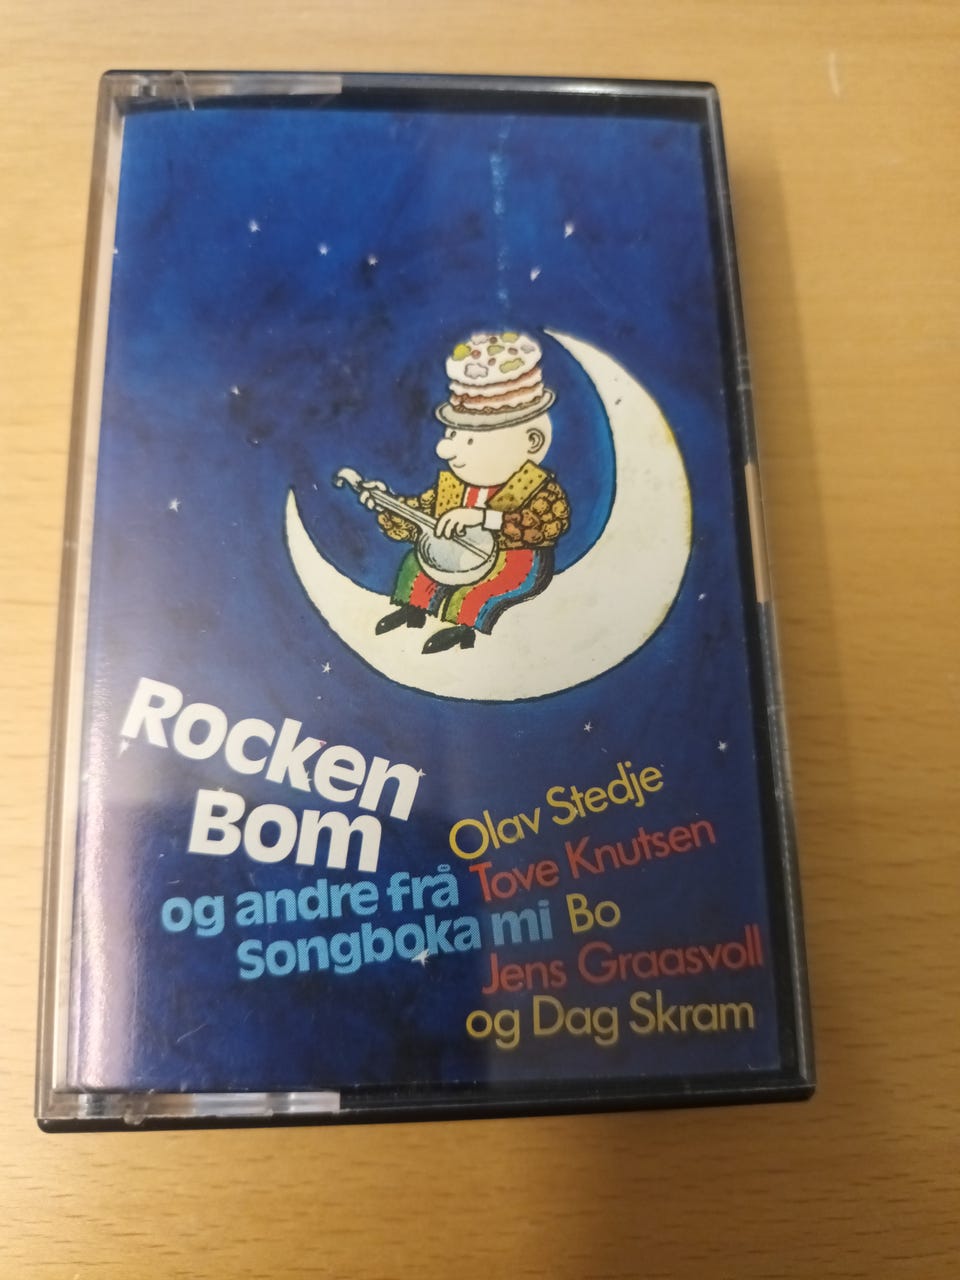 Rocken
Bom
og andre frå
songboka mi
Olav Stedje
Tove Knutsen
Bo
Jens Graasvoll
og Dag Skram